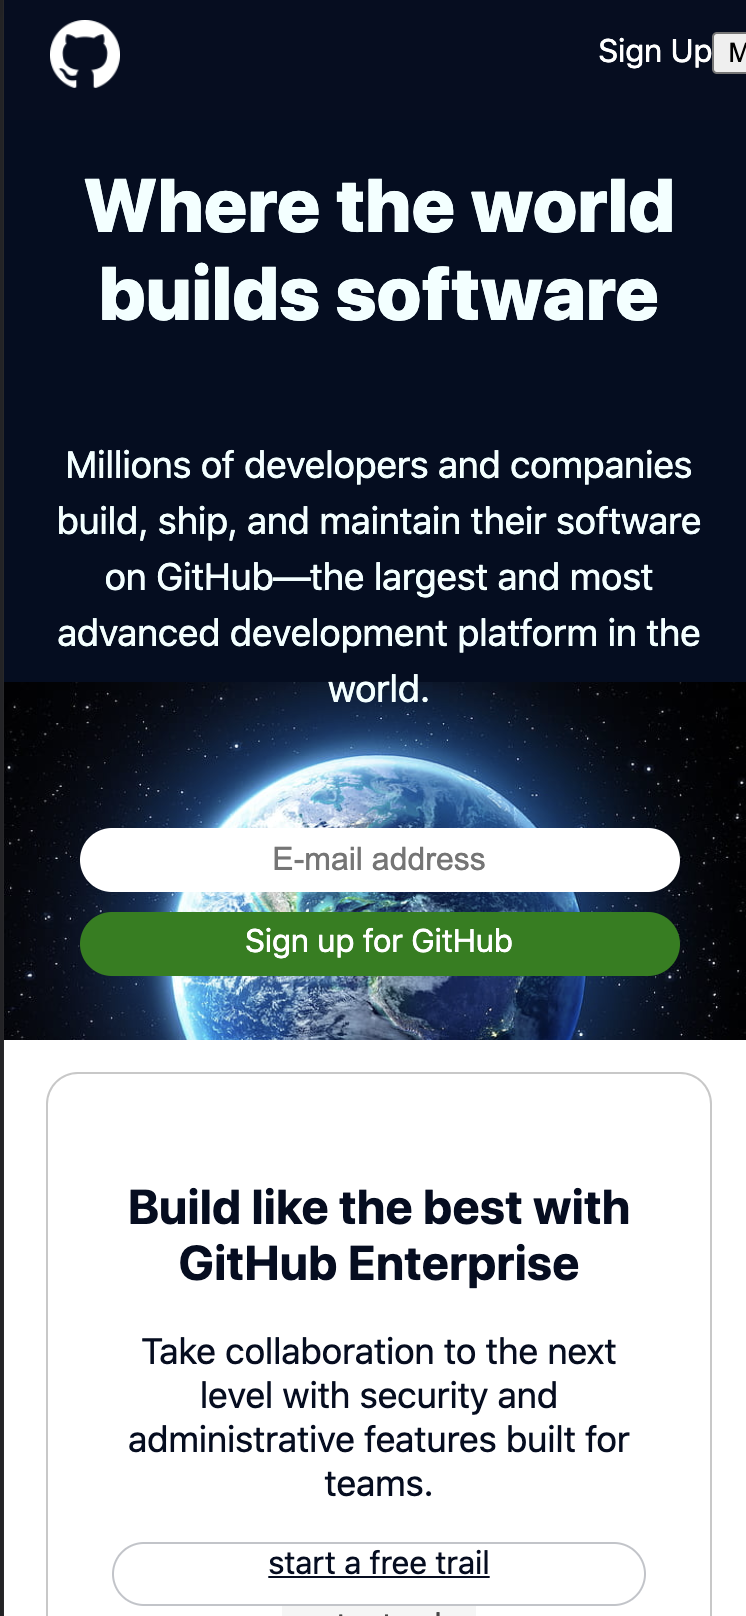 Sign Up
M
Where the world
builds software
Millions of developers and companies
build, ship, and maintain their software
on GitHub—the largest and most
advanced development platform in the
world.
E-mail address
Sign up for GitHub
Build like the best with
GitHub Enterprise
Take collaboration to the next
level with security and
administrative features built for
teams.
start a free trail